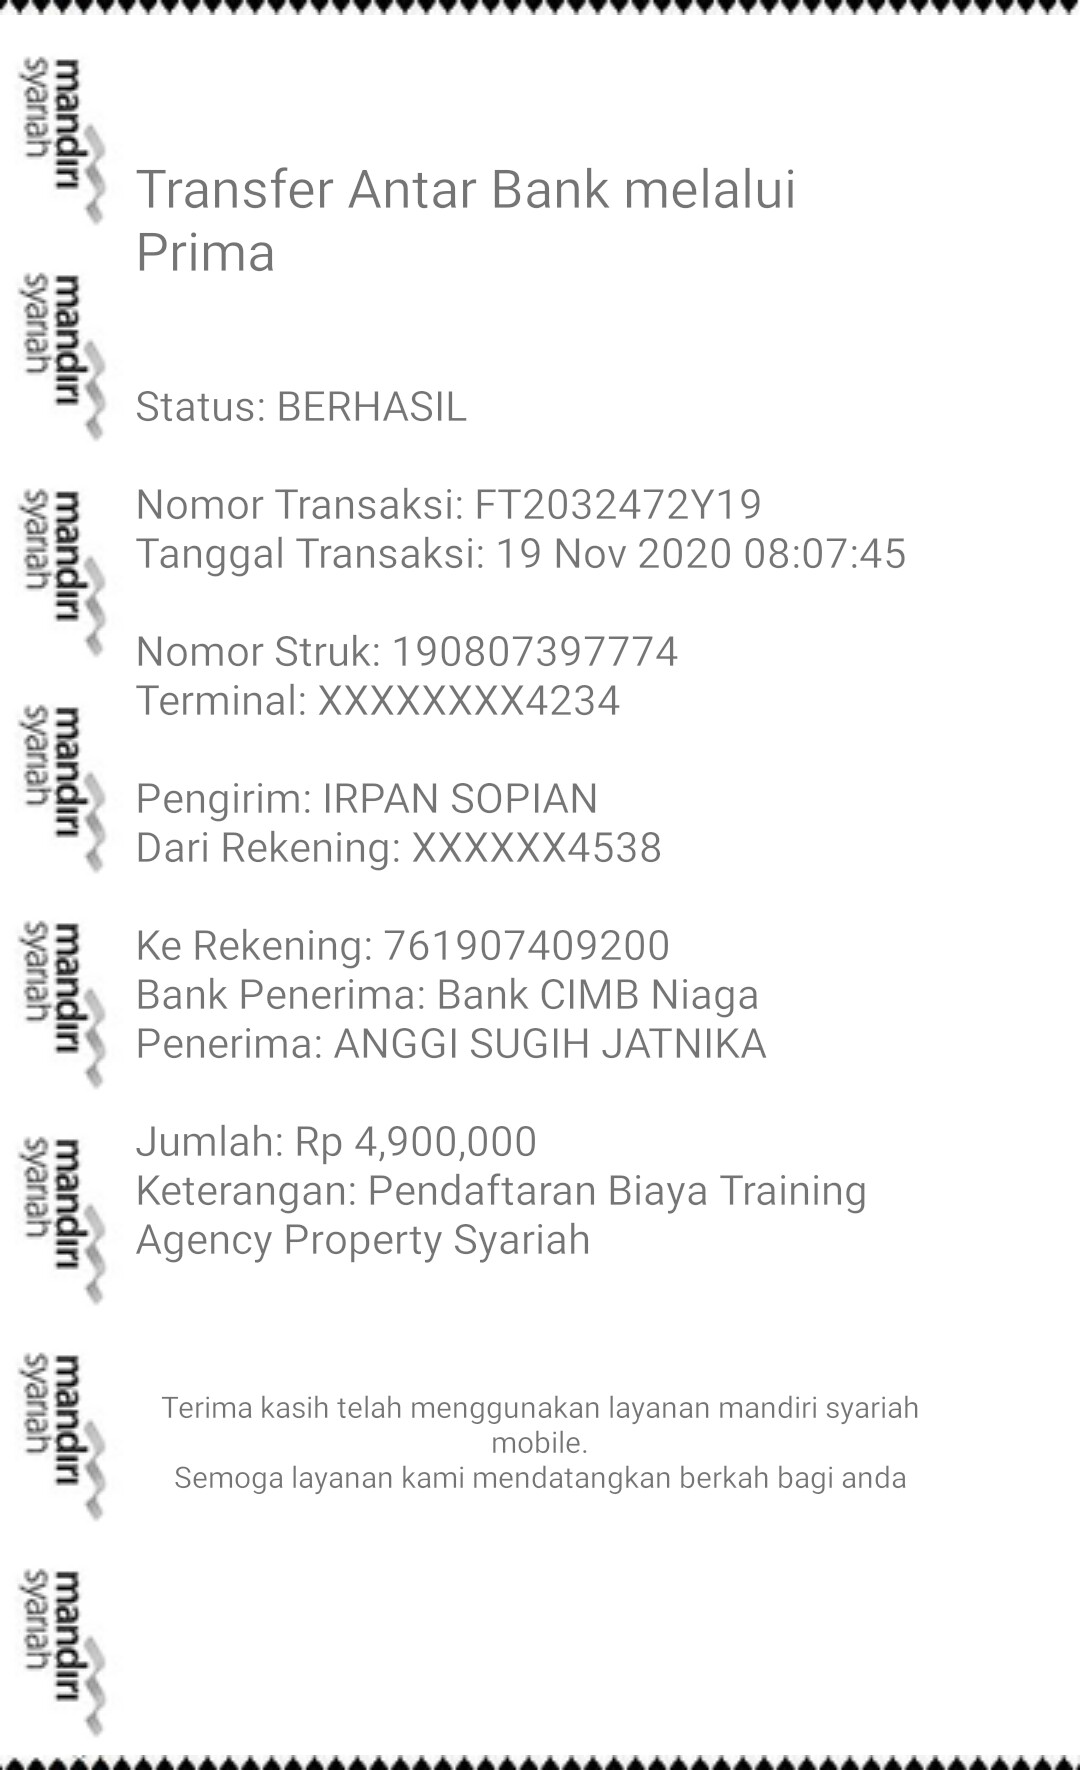 Transfer Antar Bank melalui
Prima
Status: BERHASIL
Nomor Transaksi: FT2032472Y19
Tanggal Transaksi: 19 Nov 2020 08:07:45
Nomor Struk: 190807397774
Terminal: XXXXXXXX4234
Pengirim: IRPAN SOPIAN
Dari Rekening: XXXXXX4538
Ke Rekening: 761907409200
Bank Penerima: Bank CIMB Niaga
Penerima: ANGGI SUGIH JATNIKA
Jumlah: Rp 4,900,000
Keterangan: Pendaftaran Biaya Training
Agency Property Syariah
Terima kasih telah menggunakan layanan mandiri syariah
mobile.
Semoga layanan kami mendatangkan berkah bagi anda
mandiri
syariah
mandiri
syariah
mandiri
syariah
mandiri
syariah
mandiri
syariah
mandiri
syariah
mandiri
syariah
mandiri
syariah